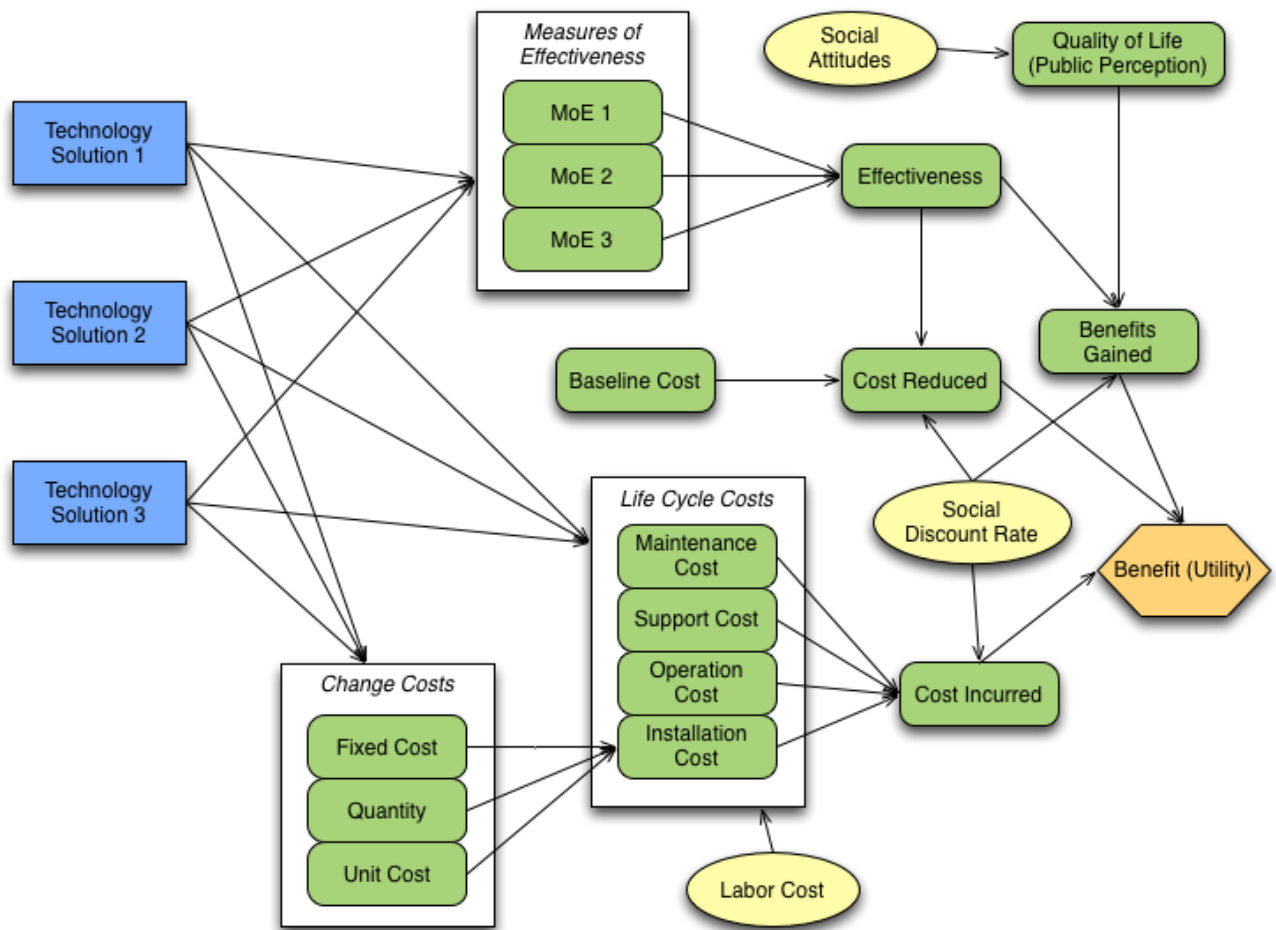 Measures of
Effectiveness
MoE 1
MoE 2
MoE 3
Social
Attitudes
Quality of Life
(Public Perception)
Technology
Solution 1
Effectiveness
Technology
Solution 2
Baseline Cost
Cost Reduced
Benefits
Gained
Technology
Solution 3
Life Cycle Costs
Maintenance
Cost
Support Cost
Operation
Cost
Installation
Cost
Social
Discount Rate
Benefit (Utility)
Cost Incurred
Change Costs
Fixed Cost
Quantity
Unit Cost
Labor Cost